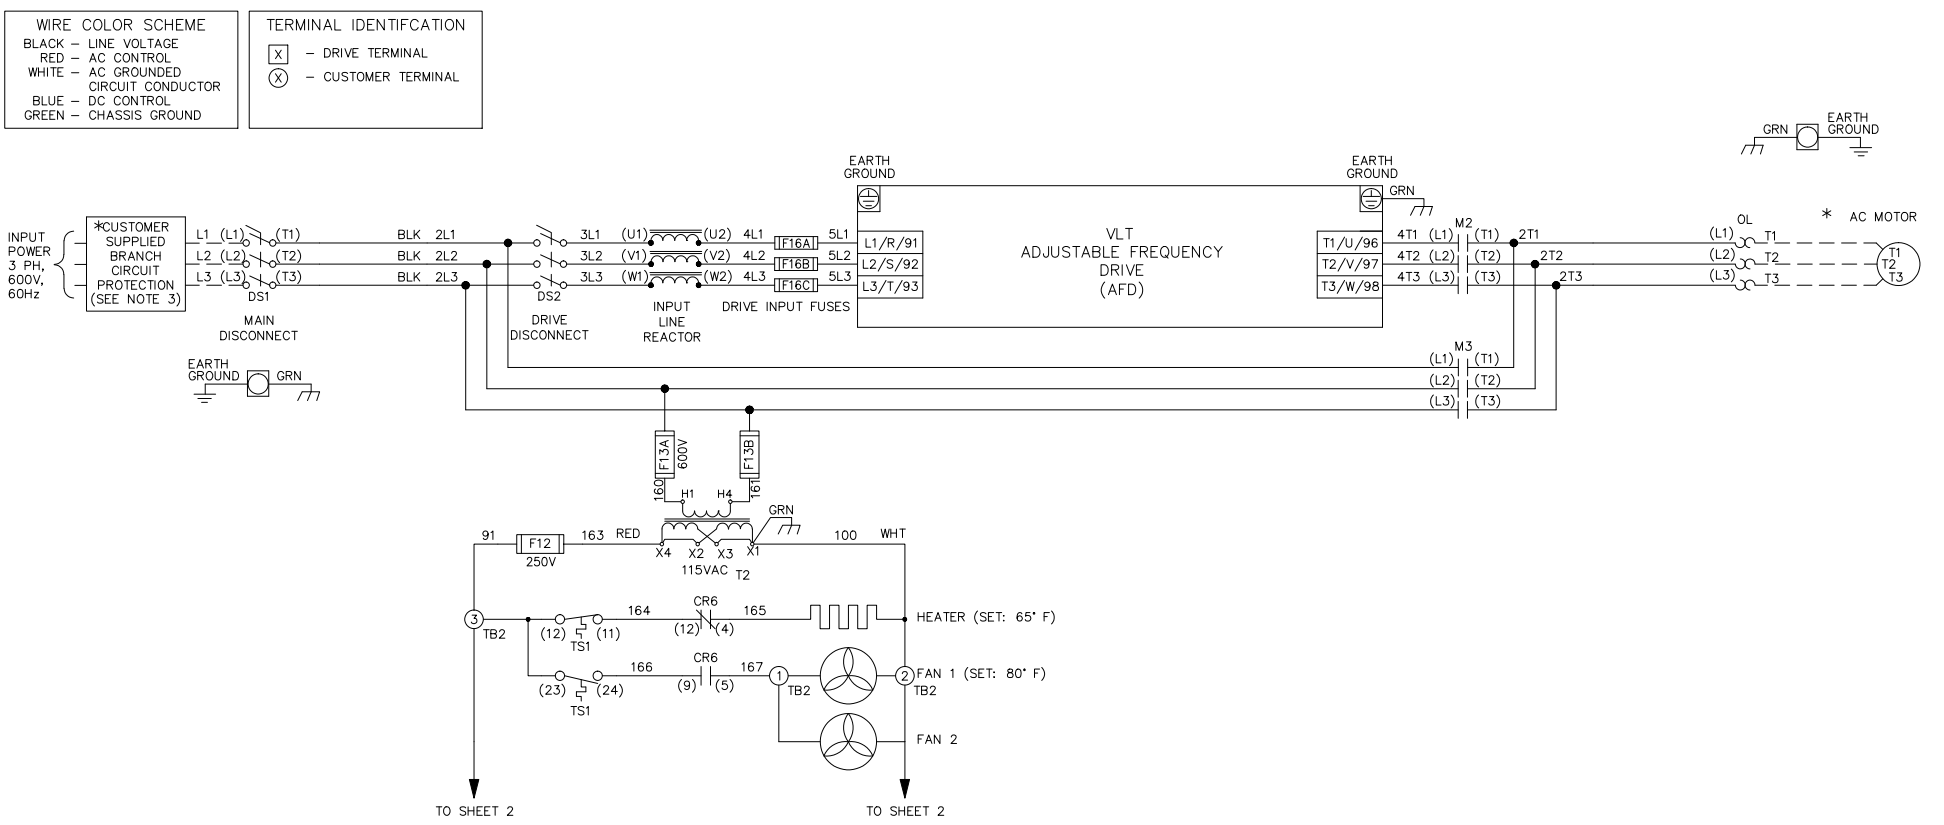 WIRE COLOR SCHEME
BLACK – LINE VOLTAGE
RED – AC CONTROL
WHITE – AC GROUNDED
CIRCUIT CONDUCTOR
BLUE – DC CONTROL
GREEN – CHASSIS GROUND
TERMINAL IDENTIFCATION
X – DRIVE TERMINAL
X – CUSTOMER TERMINAL
GRN
EARTH
GROUND
EARTH
GROUND
EARTH
GROUND
GRN
INPUT
POWER
3 PH,
600V,
60Hz
*CUSTOMER
SUPPLIED
BRANCH
CIRCUIT
PROTECTION
(SEE NOTE 3)
L1 (L1) (T1) BLK 2L1 3L1 (U1) (U2) 4L1 F16A 5L1 L1/R/91
L2 (L2) (T2) BLK 2L2 3L2 (V1) (V2) 4L2 F16B 5L2 L2/S/92
L3 (L3) (T3) BLK 2L3 3L3 (W1) (W2) 4L3 F16C 5L3 L3/T/93
DS1
MAIN
DISCONNECT
DS2
DRIVE
DISCONNECT
INPUT
LINE
REACTOR
DRIVE INPUT FUSES
VLT
ADJUSTABLE FREQUENCY
DRIVE
(AFD)
M2
OL
* AC MOTOR
T1/U/96 4T1 (L1) (T1) 2T1 (L1) T1
T2/V/97 4T2 (L2) (T2) 2T2 (L2) T2
T3/W/98 4T3 (L3) (T3) 2T3 (L3) T3
T1
T2
T3
EARTH
GROUND
GRN
M3
(L1) (T1)
(L2) (T2)
(L3) (T3)
F13A
600V
F13B
160
161
H1 H4
GRN
91 F12 163 RED
250V
X4 X2 X3 X1
100 WHT
115VAC T2
3
TB2
(12) (11)
TS1
164
CR6
(12) (4)
165
HEATER (SET: 65° F)
(23) (24)
TS1
166
CR6
(9) (5)
167
1
TB2
2
TB2
FAN 1 (SET: 80° F)
FAN 2
TO SHEET 2
TO SHEET 2